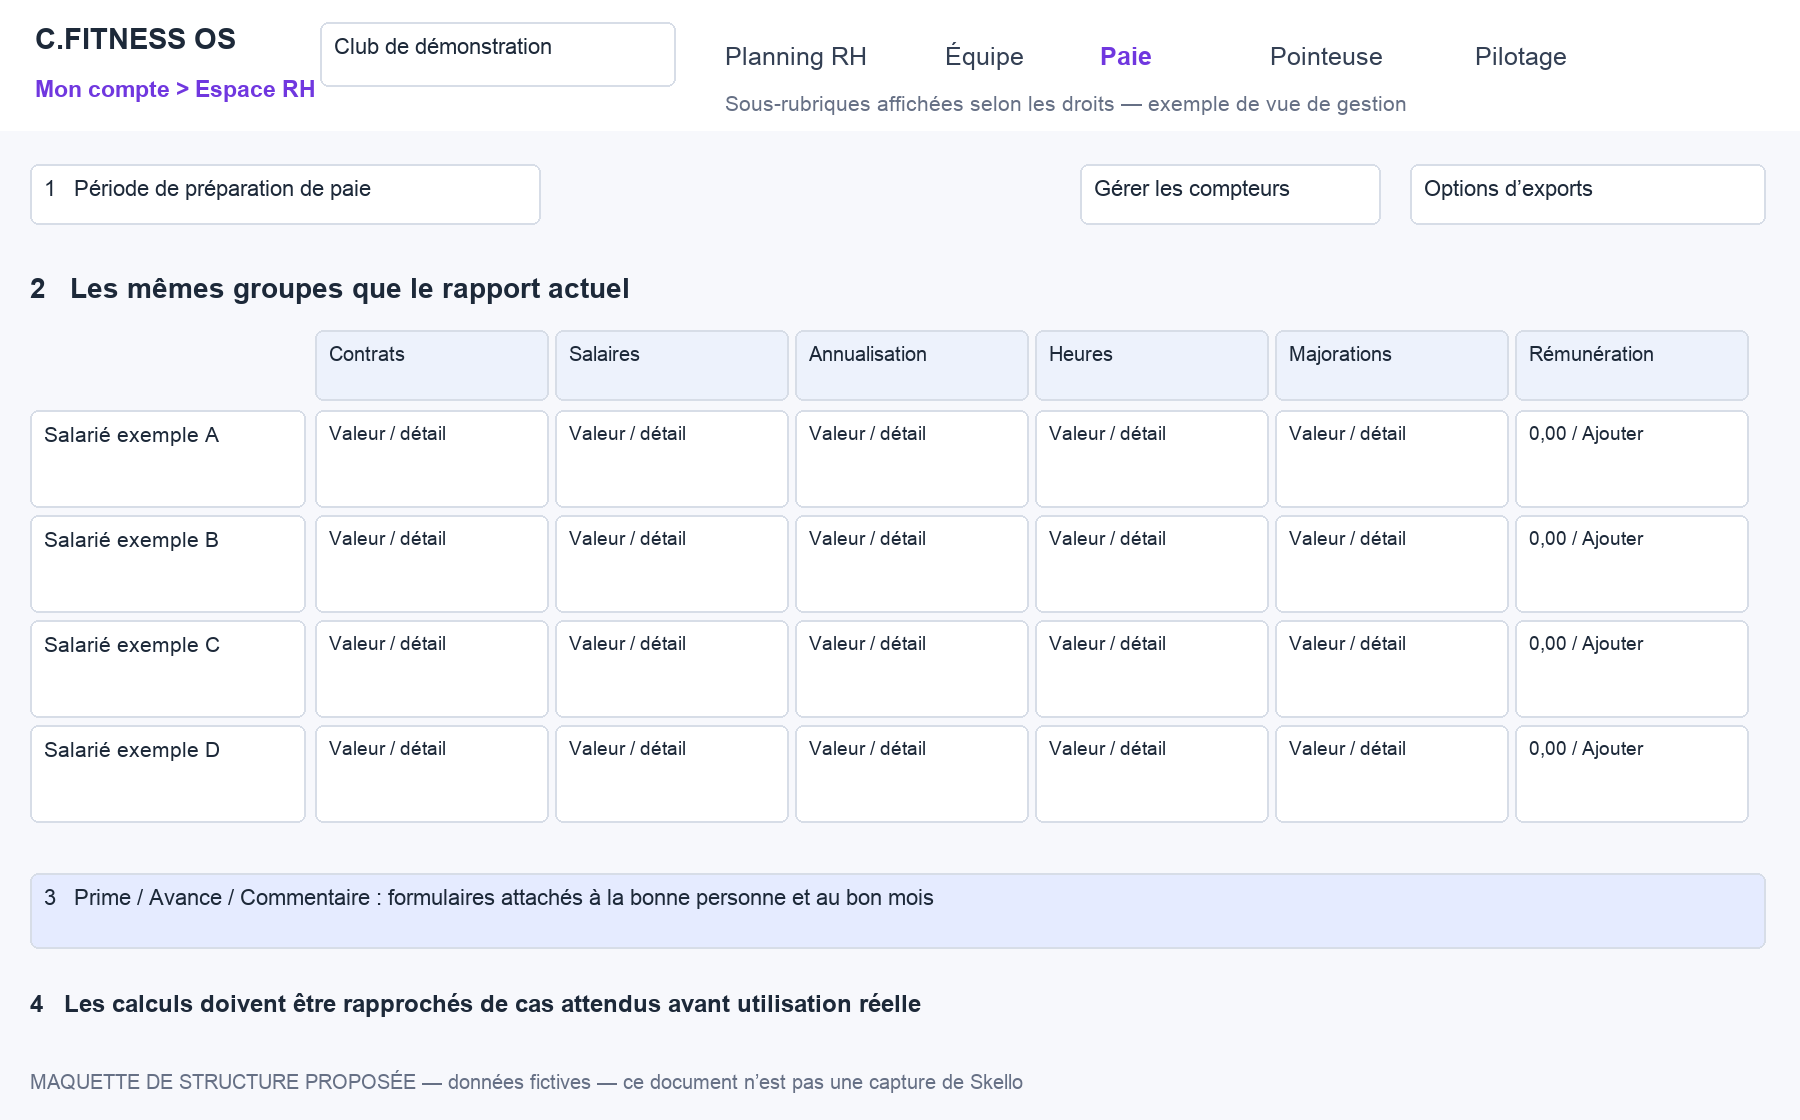 C.FITNESS OS
Club de démonstration
Planning RH Équipe Paie Pointeuse Pilotage
Mon compte > Espace RH
Sous-rubriques affichées selon les droits — exemple de vue de gestion
1 Période de préparation de paie
Gérer les compteurs
Options d’exports
2 Les mêmes groupes que le rapport actuel
Contrats Salaires Annualisation Heures Majorations Rémunération
Salarié exemple A Valeur / détail Valeur / détail Valeur / détail Valeur / détail Valeur / détail 0,00 / Ajouter
Salarié exemple B Valeur / détail Valeur / détail Valeur / détail Valeur / détail Valeur / détail 0,00 / Ajouter
Salarié exemple C Valeur / détail Valeur / détail Valeur / détail Valeur / détail Valeur / détail 0,00 / Ajouter
Salarié exemple D Valeur / détail Valeur / détail Valeur / détail Valeur / détail Valeur / détail 0,00 / Ajouter
3 Prime / Avance / Commentaire : formulaires attachés à la bonne personne et au bon mois
4 Les calculs doivent être rapprochés de cas attendus avant utilisation réelle
MAQUETTE DE STRUCTURE PROPOSÉE — données fictives — ce document n’est pas une capture de Skello